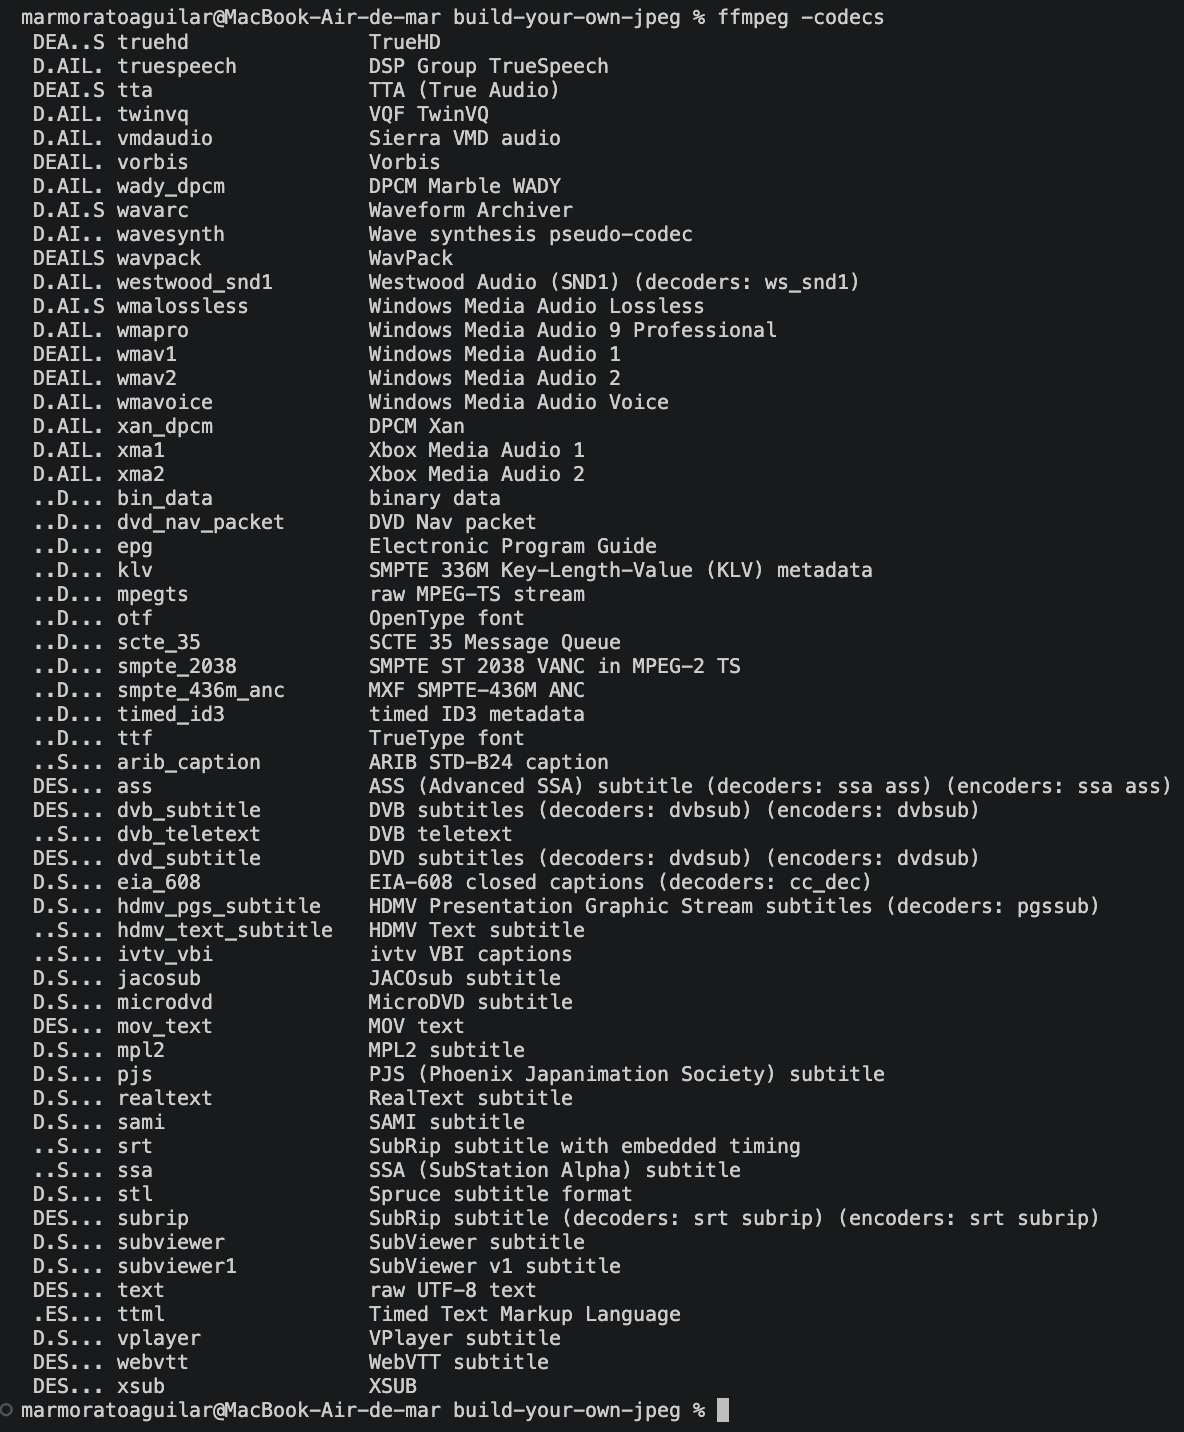 marmoratoaguilar@MacBook-Air-de-mar build-your-own-jpeg % ffmpeg -codecs
DEA..S truehd TrueHD
D.AIL. truespeech DSP Group TrueSpeech
DEAI.S tta TTA (True Audio)
D.AIL. twinvq VQF TwinVQ
D.AIL. vmdaudio Sierra VMD audio
DEAIL. vorbis Vorbis
D.AIL. wady_dpcm DPCM Marble WADY
D.AI.S wavarc Waveform Archiver
D.AI.. wavesynth Wave synthesis pseudo-codec
DEAILS wavpack WavPack
D.AIL. westwood_snd1 Westwood Audio (SND1) (decoders: ws_snd1)
D.AI.S wmalossless Windows Media Audio Lossless
D.AIL. wmapro Windows Media Audio 9 Professional
DEAIL. wmav1 Windows Media Audio 1
DEAIL. wmav2 Windows Media Audio 2
D.AIL. wmavoice Windows Media Audio Voice
D.AIL. xan_dpcm DPCM Xan
D.AIL. xma1 Xbox Media Audio 1
D.AIL. xma2 Xbox Media Audio 2
..D... bin_data binary data
..D... dvd_nav_packet DVD Nav packet
..D... epg Electronic Program Guide
..D... klv SMPTE 336M Key-Length-Value (KLV) metadata
..D... mpegts raw MPEG-TS stream
..D... otf OpenType font
..D... scte_35 SCTE 35 Message Queue
..D... smpte_2038 SMPTE ST 2038 VANC in MPEG-2 TS
..D... smpte_436m_anc MXF SMPTE-436M ANC
..D... timed_id3 timed ID3 metadata
..D... ttf TrueType font
..S... arib_caption ARIB STD-B24 caption
DES... ass ASS (Advanced SSA) subtitle (decoders: ssa ass) (encoders: ssa ass)
DES... dvb_subtitle DVB subtitles (decoders: dvbsub) (encoders: dvbsub)
..S... dvb_teletext DVB teletext
DES... dvd_subtitle DVD subtitles (decoders: dvdsub) (encoders: dvdsub)
D.S... eia_608 EIA-608 closed captions (decoders: cc_dec)
D.S... hdmv_pgs_subtitle HDMV Presentation Graphic Stream subtitles (decoders: pgssub)
..S... hdmv_text_subtitle HDMV Text subtitle
..S... ivtv_vbi ivtv VBI captions
D.S... jacosub JACOsub subtitle
D.S... microdvd MicroDVD subtitle
DES... mov_text MOV text
D.S... mpl2 MPL2 subtitle
D.S... pjs PJS (Phoenix Japanimation Society) subtitle
D.S... realtext RealText subtitle
D.S... sami SAMI subtitle
..S... srt SubRip subtitle with embedded timing
..S... ssa SSA (SubStation Alpha) subtitle
D.S... stl Spruce subtitle format
DES... subrip SubRip subtitle (decoders: srt subrip) (encoders: srt subrip)
D.S... subviewer SubViewer subtitle
D.S... subviewer1 SubViewer v1 subtitle
DES... text raw UTF-8 text
.ES... ttml Timed Text Markup Language
D.S... vplayer VPlayer subtitle
DES... webvtt WebVTT subtitle
DES... xsub XSUB
marmoratoaguilar@MacBook-Air-de-mar build-your-own-jpeg %